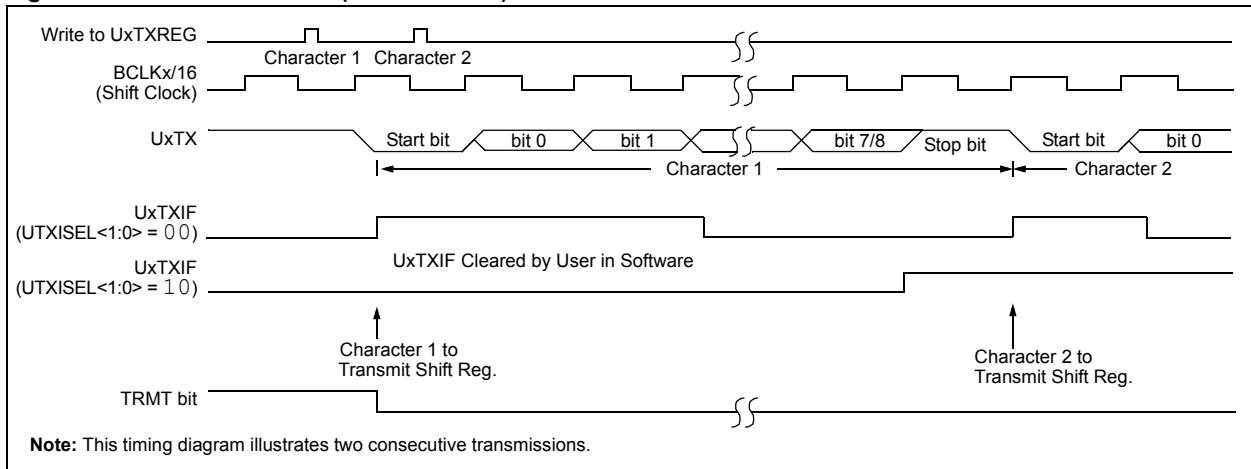 Write to UxTXREG
Character 1 Character 2
BCLKx/16
(Shift Clock)
UxTX
Start bit bit 0 bit 1 bit 7/8 Stop bit Start bit bit 0
Character 1 Character 2
UxTXIF
(UTXISEL<1:0> = 00)
UxTXIF Cleared by User in Software
UxTXIF
(UTXISEL<1:0> = 10)
Character 1 to
Transmit Shift Reg.
Character 2 to
Transmit Shift Reg.
TRMT bit
Note: This timing diagram illustrates two consecutive transmissions.